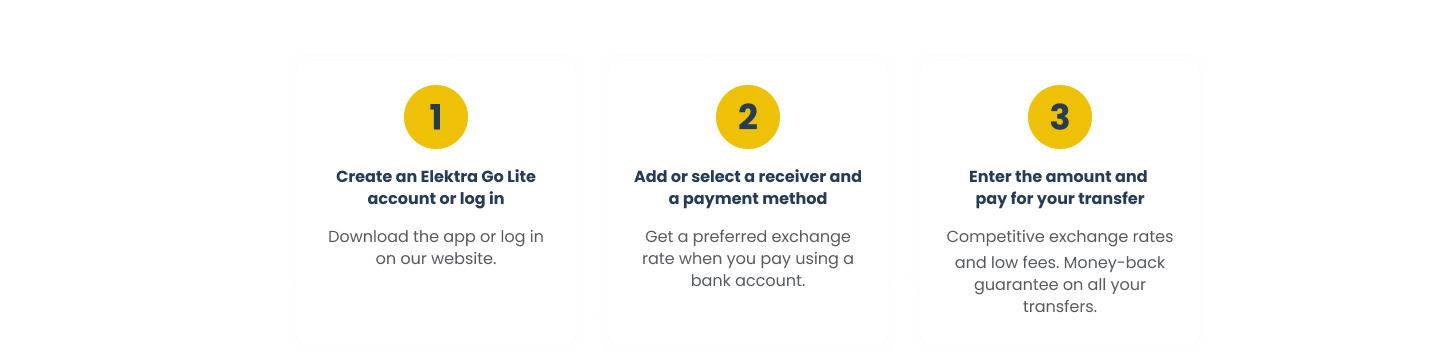 1
Create an Elektra Go Lite
account or log in
Download the app or log in
on our website.
2
Add or select a receiver and
a payment method
Get a preferred exchange
rate when you pay using a
bank account.
3
Enter the amount and
pay for your transfer
Competitive exchange rates
and low fees. Money-back
guarantee on all your
transfers.